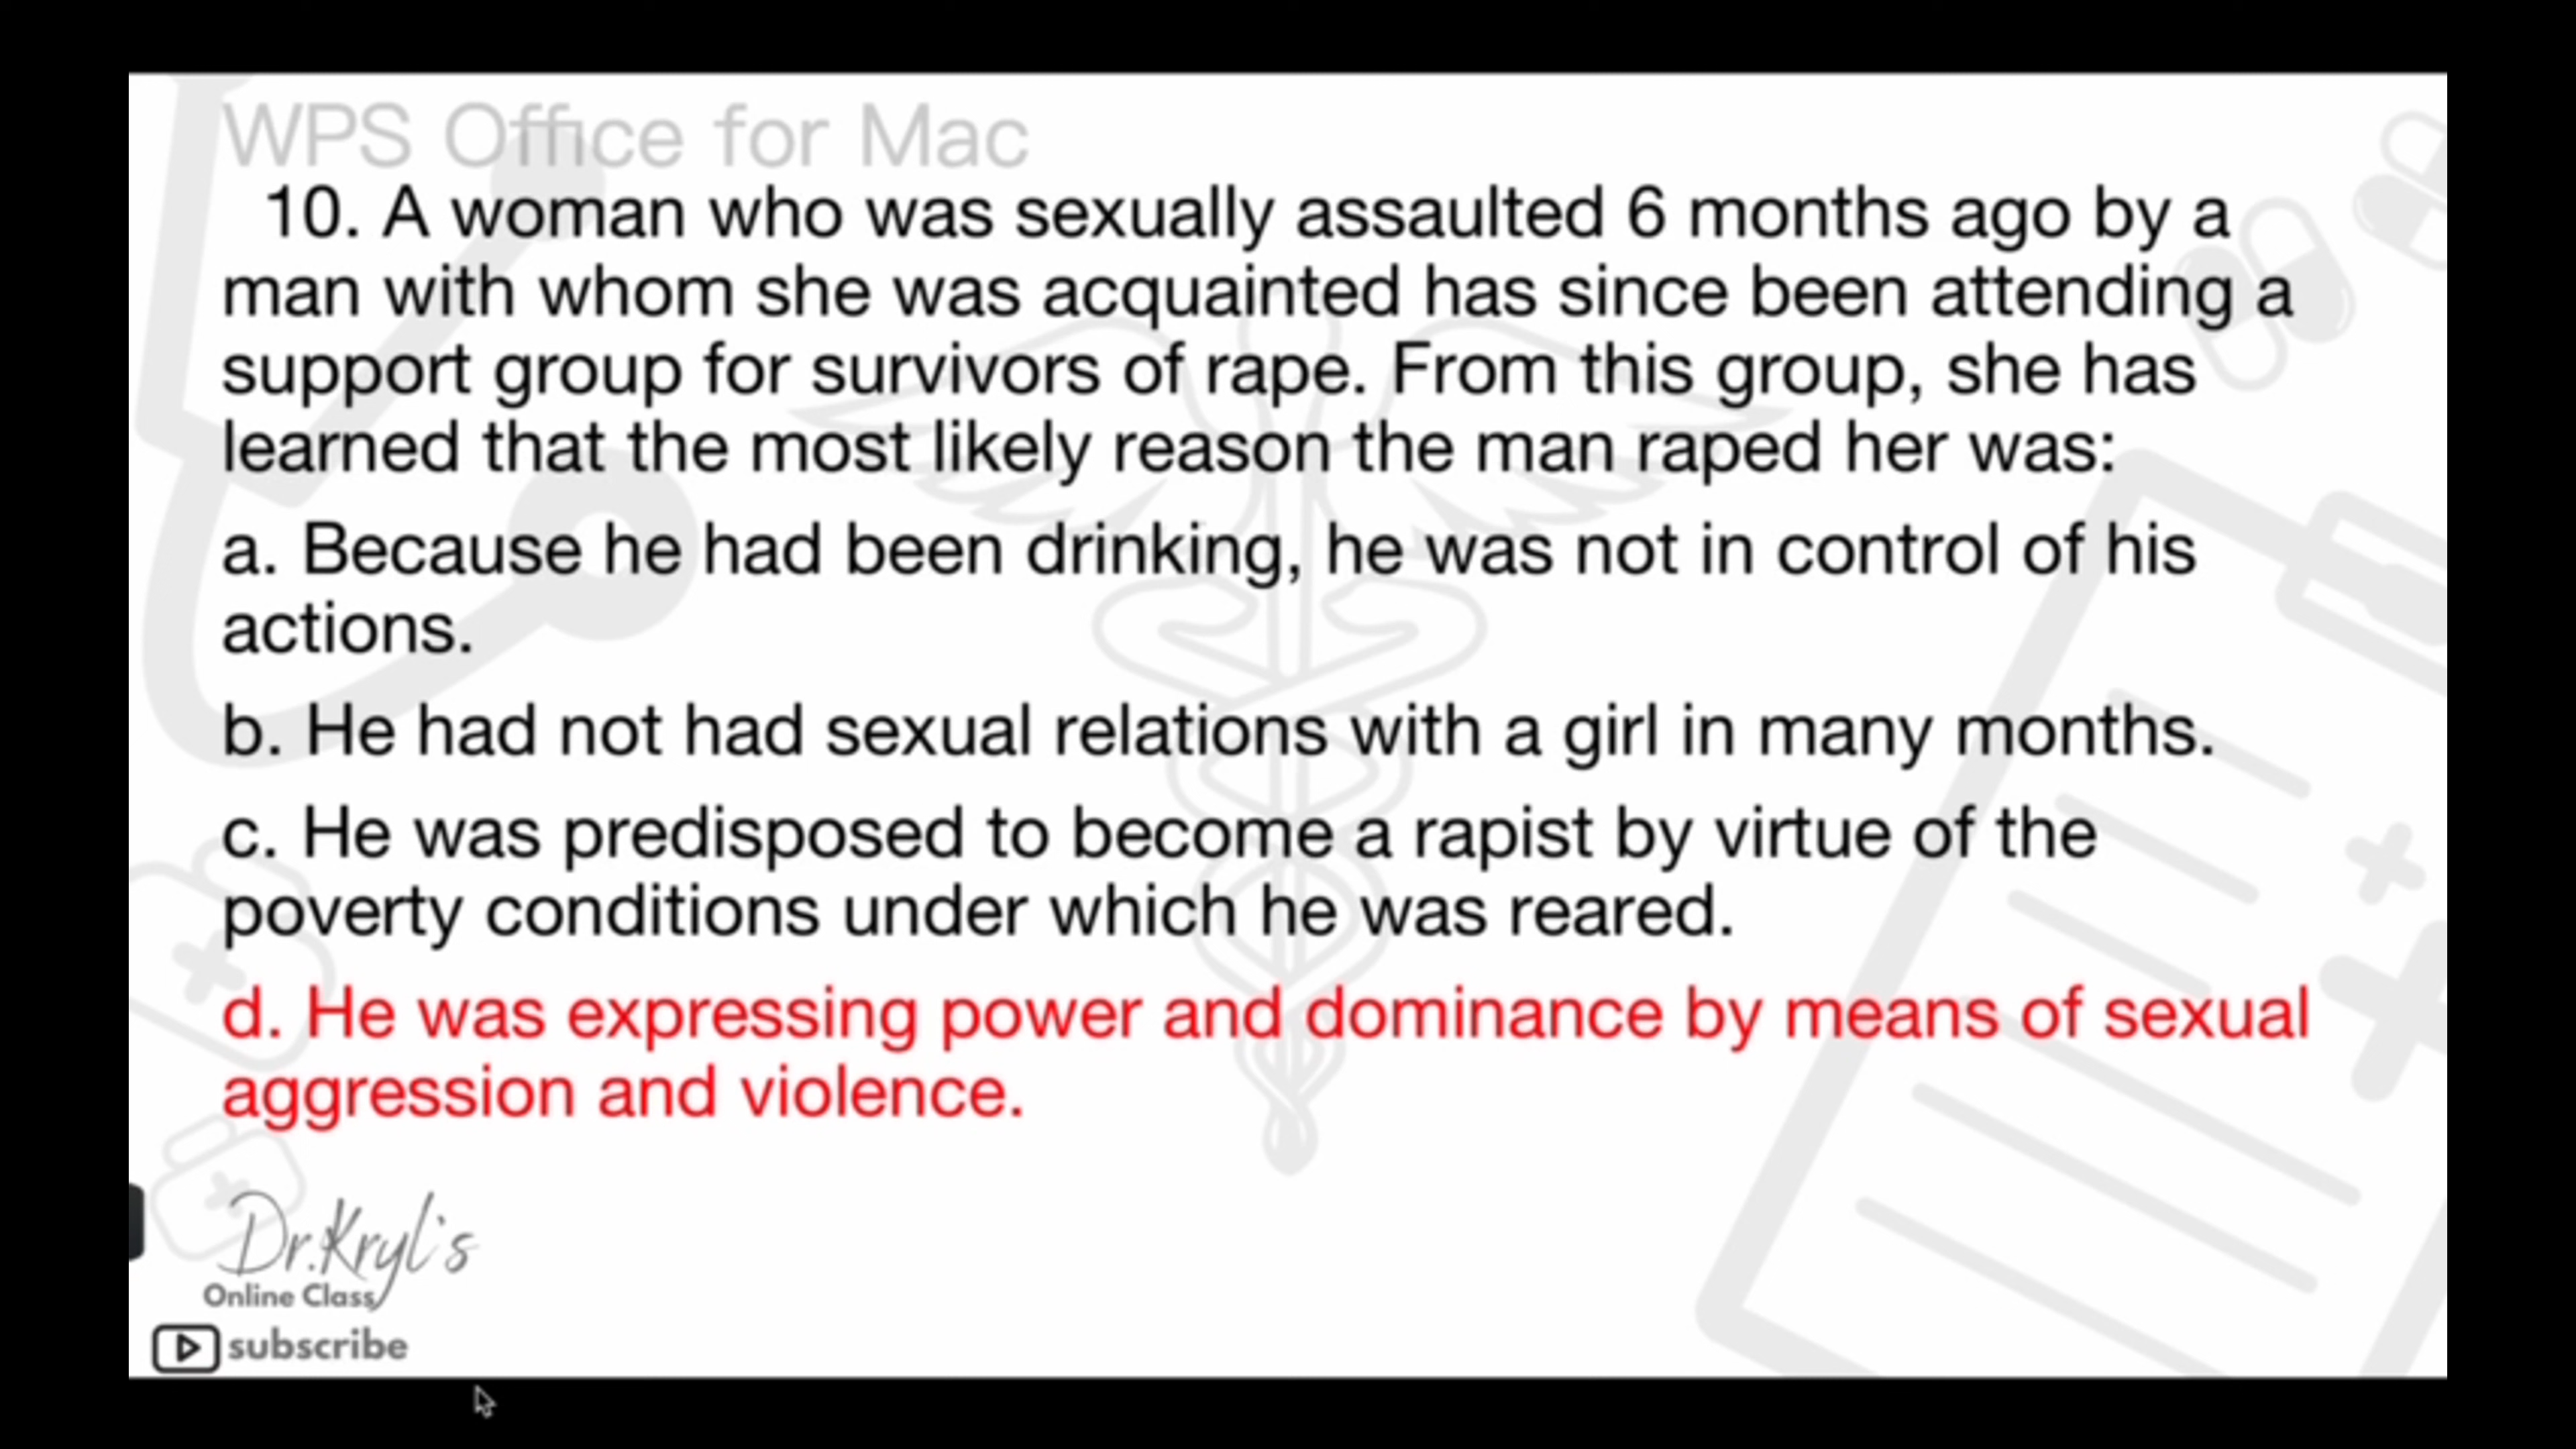 WPS Office for Mac
10. A woman who was sexually assaulted 6 months ago by a
man with whom she was acquainted has since been attending a
support group for survivors of rape. From this group, she has
learned that the most likely reason the man raped her was:
a. Because he had been drinking, he was not in control of his
actions.
b. He had not had sexual relations with a girl in many months.
c. He was predisposed to become a rapist by virtue of the
poverty conditions under which he was reared.
d. He was expressing power and dominance by means of sexual
aggression and violence.
Dr.Kryl's
Online Class
subscribe